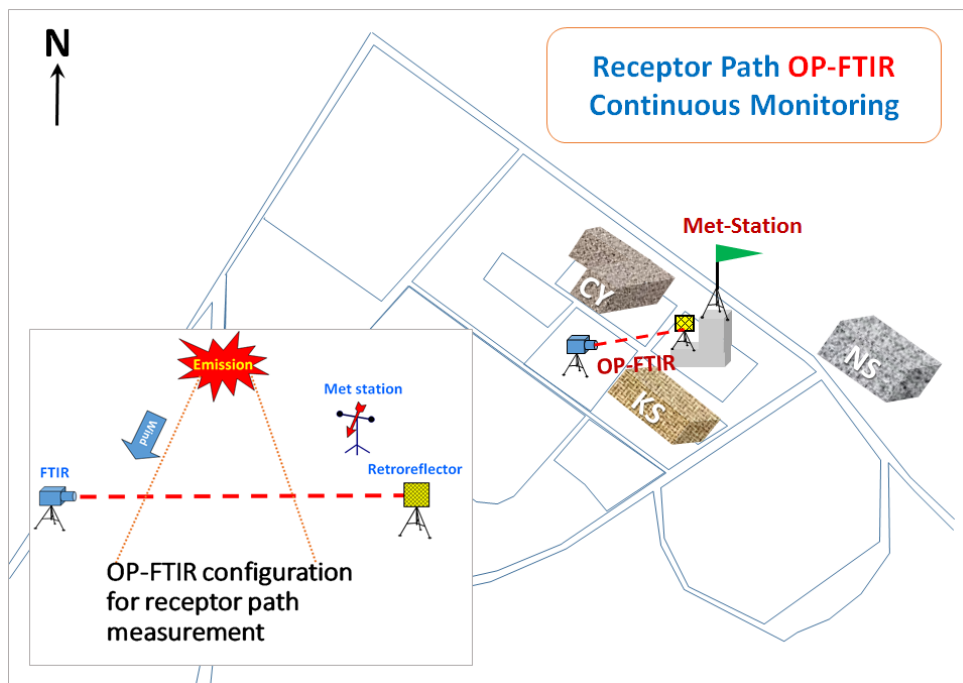 N
Receptor Path OP-FTIR
Continuous Monitoring
Met-Station
CY
OP-FTIR
NS
KS
Emission
Met station
Wind
FTIR
Retroreflector
OP-FTIR configuration
for receptor path
measurement